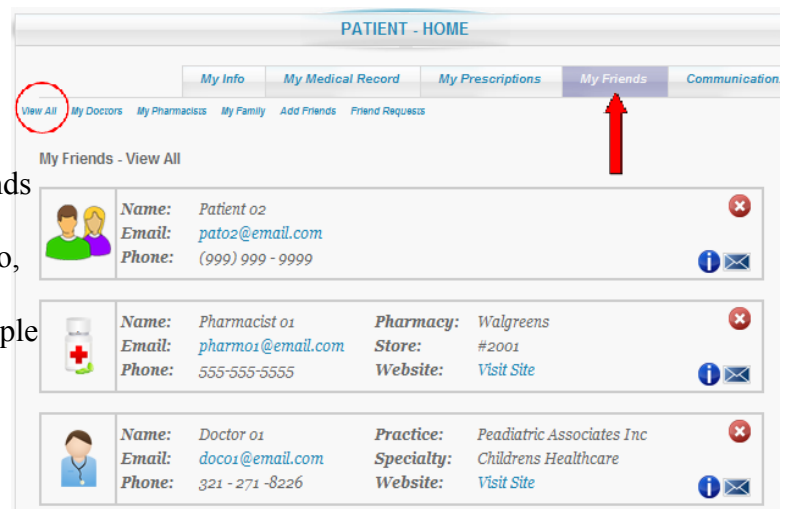 PATIENT - HOME
My Info My Medical Record My Prescriptions My Friends Communication
View All My Doctors My Pharmacists My Family Add Friends Friend Requests
My Friends - View All
nds
o,
ple
Name: Patient 02
Email: pat02@email.com
Phone: (999) 999 - 9999
Name: Pharmacist 01 Pharmacy: Walgreens
Email: pharm01@email.com Store: #2001
Phone: 555-555-5555 Website: Visit Site
Name: Doctor 01 Practice: Peadiatric Associates Inc
Email: doc01@email.com Specialty: Childrens Healthcare
Phone: 321 - 271 -8226 Website: Visit Site